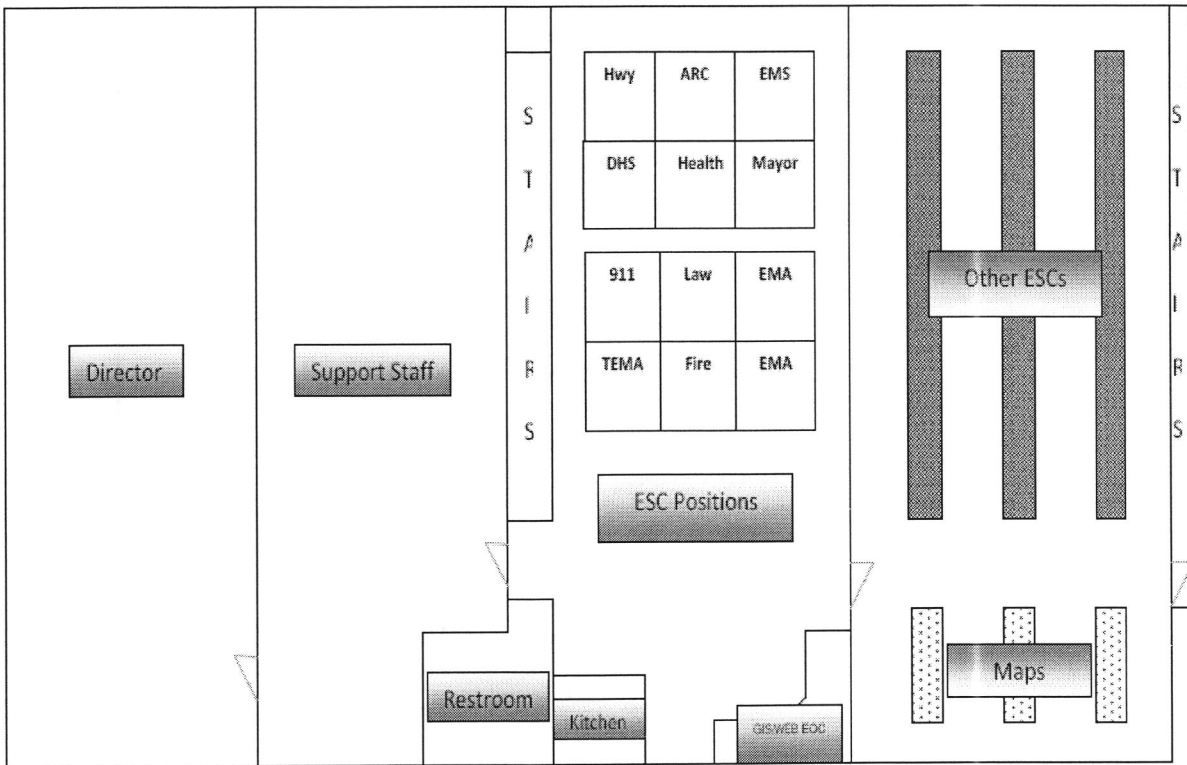 Hwy ARC EMS
DHS Health Mayor
911 Law EMA
TEMA Fire EMA
S
T
A
I
R
S
S
T
A
I
R
S
Other ESCs
Director
Support Staff
ESC Positions
Maps
Restroom
Kitchen
GIS\WEB EOC